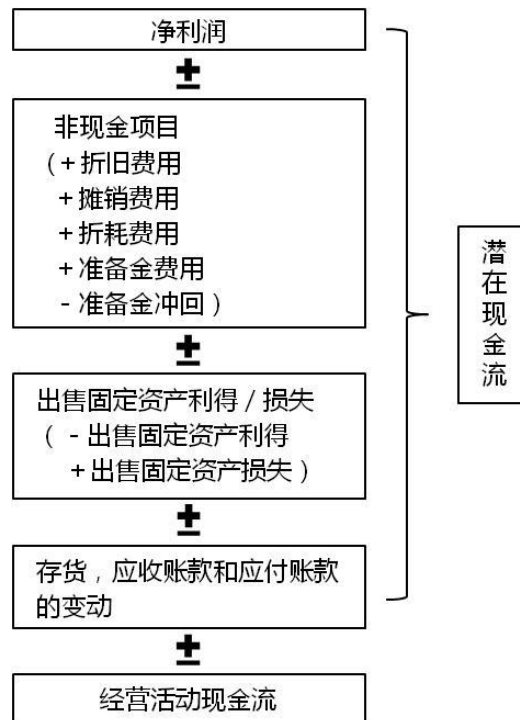 净利润
±
非现金项目
（+折旧费用
+摊销费用
+折耗费用
+准备金费用
-准备金冲回）
±
出售固定资产利得/损失
（-出售固定资产利得
+出售固定资产损失）
±
存货，应收账款和应付账款
的变动
±
经营活动现金流
潜在现金流